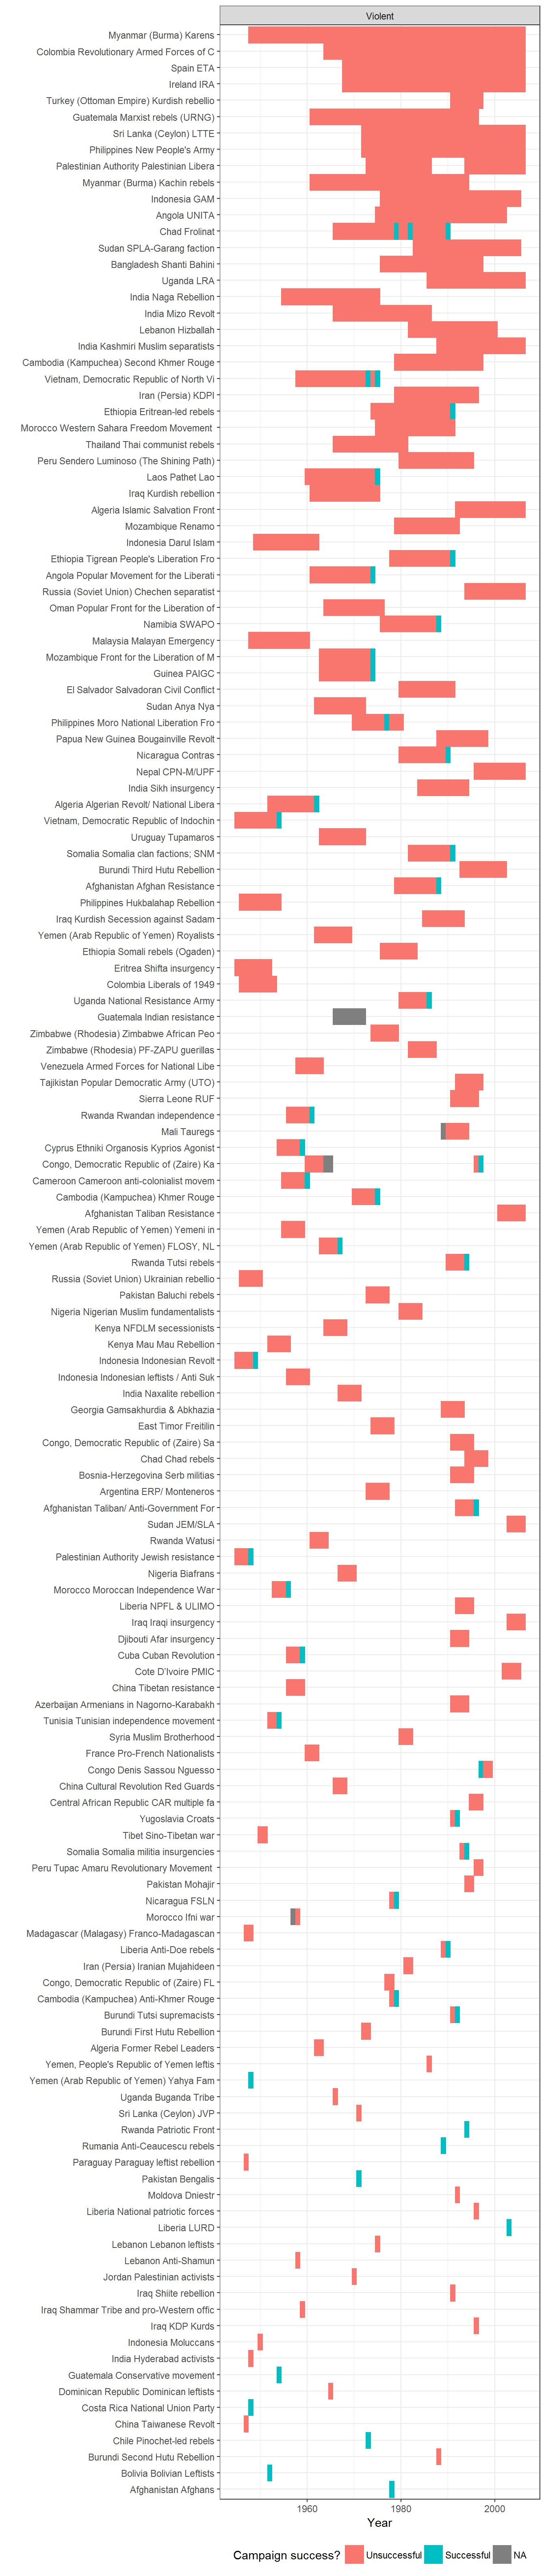 Violent
Myanmar (Burma) Karens
Colombia Revolutionary Armed Forces of C
Spain ETA
Ireland IRA
Turkey (Ottoman Empire) Kurdish rebellio
Guatemala Marxist rebels (URNG)
Sri Lanka (Ceylon) LTTE
Philippines New People's Army
Palestinian Authority Palestinian Libera
Myanmar (Burma) Kachin rebels
Indonesia GAM
Angola UNITA
Chad Frolinat
Sudan SPLA-Garang faction
Bangladesh Shanti Bahini
Uganda LRA
India Naga Rebellion
India Mizo Revolt
Lebanon Hizballah
India Kashmiri Muslim separatists
Cambodia (Kampuchea) Second Khmer Rouge
Vietnam, Democratic Republic of North Vi
Iran (Persia) KDPI
Ethiopia Eritrean-led rebels
Morocco Western Sahara Freedom Movement
Thailand Thai communist rebels
Peru Sendero Luminoso (The Shining Path)
Laos Pathet Lao
Iraq Kurdish rebellion
Algeria Islamic Salvation Front
Mozambique Renamo
Indonesia Darul Islam
Ethiopia Tigrean People's Liberation Fro
Angola Popular Movement for the Liberati
Russia (Soviet Union) Chechen separatist
Oman Popular Front for the Liberation of
Namibia SWAPO
Malaysia Malayan Emergency
Mozambique Front for the Liberation of M
Guinea PAIGC
El Salvador Salvadoran Civil Conflict
Sudan Anya Nya
Philippines Moro National Liberation Fro
Papua New Guinea Bougainville Revolt
Nicaragua Contras
Nepal CPN-M/UPF
India Sikh insurgency
Algeria Algerian Revolt/ National Libera
Vietnam, Democratic Republic of Indochin
Uruguay Tupamaros
Somalia Somalia clan factions; SNM
Burundi Third Hutu Rebellion
Afghanistan Afghan Resistance
Philippines Hukbalahap Rebellion
Iraq Kurdish Secession against Sadam
Yemen (Arab Republic of Yemen) Royalists
Ethiopia Somali rebels (Ogaden)
Eritrea Shifta insurgency
Colombia Liberals of 1949
Uganda National Resistance Army
Guatemala Indian resistance
Zimbabwe (Rhodesia) Zimbabwe African Peo
Zimbabwe (Rhodesia) PF-ZAPU guerillas
Venezuela Armed Forces for National Libe
Tajikistan Popular Democratic Army (UTO)
Sierra Leone RUF
Rwanda Rwandan independence
Mali Tauregs
Cyprus Ethniki Organosis Kyprios Agonist
Congo, Democratic Republic of (Zaire) Ka
Cameroon Cameroon anti-colonialist movem
Cambodia (Kampuchea) Khmer Rouge
Afghanistan Taliban Resistance
Yemen (Arab Republic of Yemen) Yemeni in
Yemen (Arab Republic of Yemen) FLOSY, NL
Rwanda Tutsi rebels
Russia (Soviet Union) Ukrainian rebellio
Pakistan Baluchi rebels
Nigeria Nigerian Muslim fundamentalists
Kenya NFDLM secessionists
Kenya Mau Mau Rebellion
Indonesia Indonesian Revolt
Indonesia Indonesian leftists / Anti Suk
India Naxalite rebellion
Georgia Gamsakhurdia & Abkhazia
East Timor Freitilin
Congo, Democratic Republic of (Zaire) Sa
Chad Chad rebels
Bosnia-Herzegovina Serb militias
Argentina ERP/ Monteneros
Afghanistan Taliban/ Anti-Government For
Sudan JEM/SLA
Rwanda Watusi
Palestinian Authority Jewish resistance
Nigeria Biafrans
Morocco Moroccan Independence War
Liberia NPFL & ULIMO
Iraq Iraqi insurgency
Djibouti Afar insurgency
Cuba Cuban Revolution
Cote D'Ivoire PMIC
China Tibetan resistance
Azerbaijan Armenians in Nagorno-Karabakh
Tunisia Tunisian independence movement
Syria Muslim Brotherhood
France Pro-French Nationalists
Congo Denis Sassou Nguesso
China Cultural Revolution Red Guards
Central African Republic CAR multiple fa
Yugoslavia Croats
Tibet Sino-Tibetan war
Somalia Somalia militia insurgencies
Peru Tupac Amaru Revolutionary Movement
Pakistan Mohajir
Nicaragua FSLN
Morocco Ifni war
Madagascar (Malagasy) Franco-Madagascan
Liberia Anti-Doe rebels
Iran (Persia) Iranian Mujahideen
Congo, Democratic Republic of (Zaire) FL
Cambodia (Kampuchea) Anti-Khmer Rouge
Burundi Tutsi supremacists
Burundi First Hutu Rebellion
Algeria Former Rebel Leaders
Yemen, People's Republic of Yemen leftis
Yemen (Arab Republic of Yemen) Yahya Fam
Uganda Buganda Tribe
Sri Lanka (Ceylon) JVP
Rwanda Patriotic Front
Rumania Anti-Ceaucescu rebels
Paraguay Paraguay leftist rebellion
Pakistan Bengalis
Moldova Dniestr
Liberia National patriotic forces
Liberia LURD
Lebanon Lebanon leftists
Lebanon Anti-Shamun
Jordan Palestinian activists
Iraq Shiite rebellion
Iraq Shammar Tribe and pro-Western offic
Iraq KDP Kurds
Indonesia Moluccans
India Hyderabad activists
Guatemala Conservative movement
Dominican Republic Dominican leftists
Costa Rica National Union Party
China Taiwanese Revolt
Chile Pinochet-led rebels
Burundi Second Hutu Rebellion
Bolivia Bolivian Leftists
Afghanistan Afghans
1960 1980 2000
Year
Campaign success? Unsuccessful Successful NA